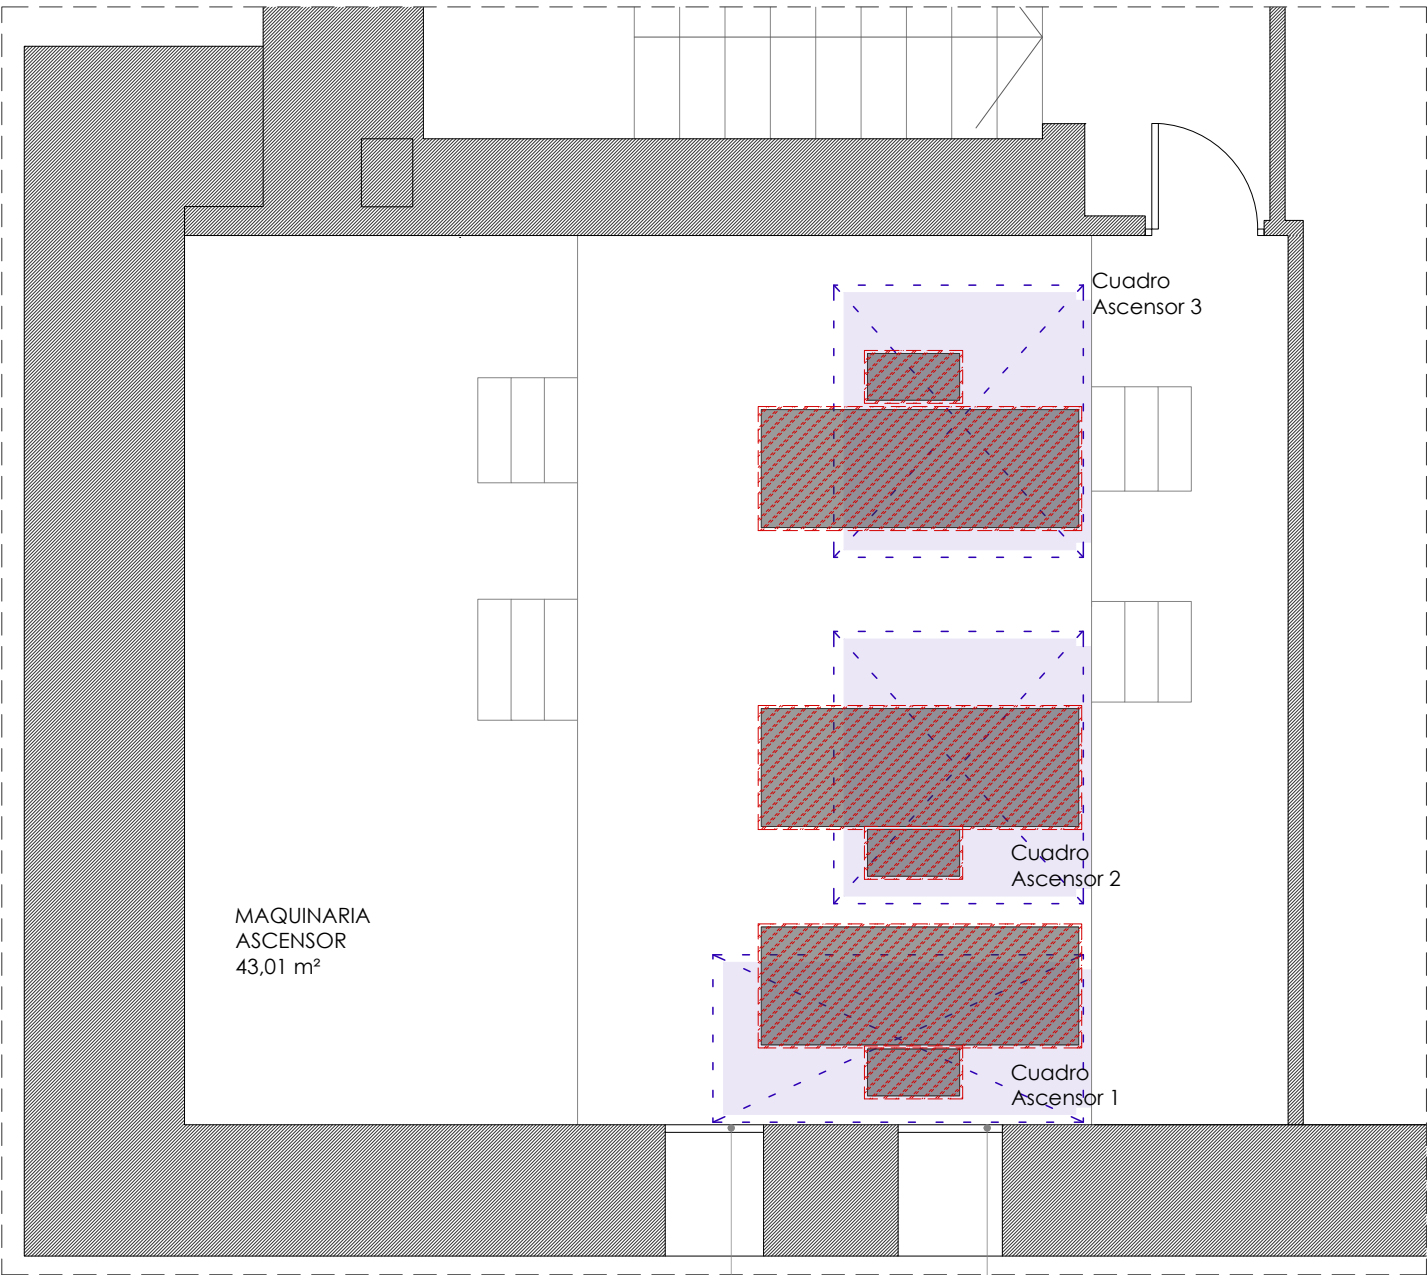 Cuadro
Ascensor 3
Cuadro
Ascensor 2
MAQUINARIA
ASCENSOR
43,01 m²
Cuadro
Ascensor 1